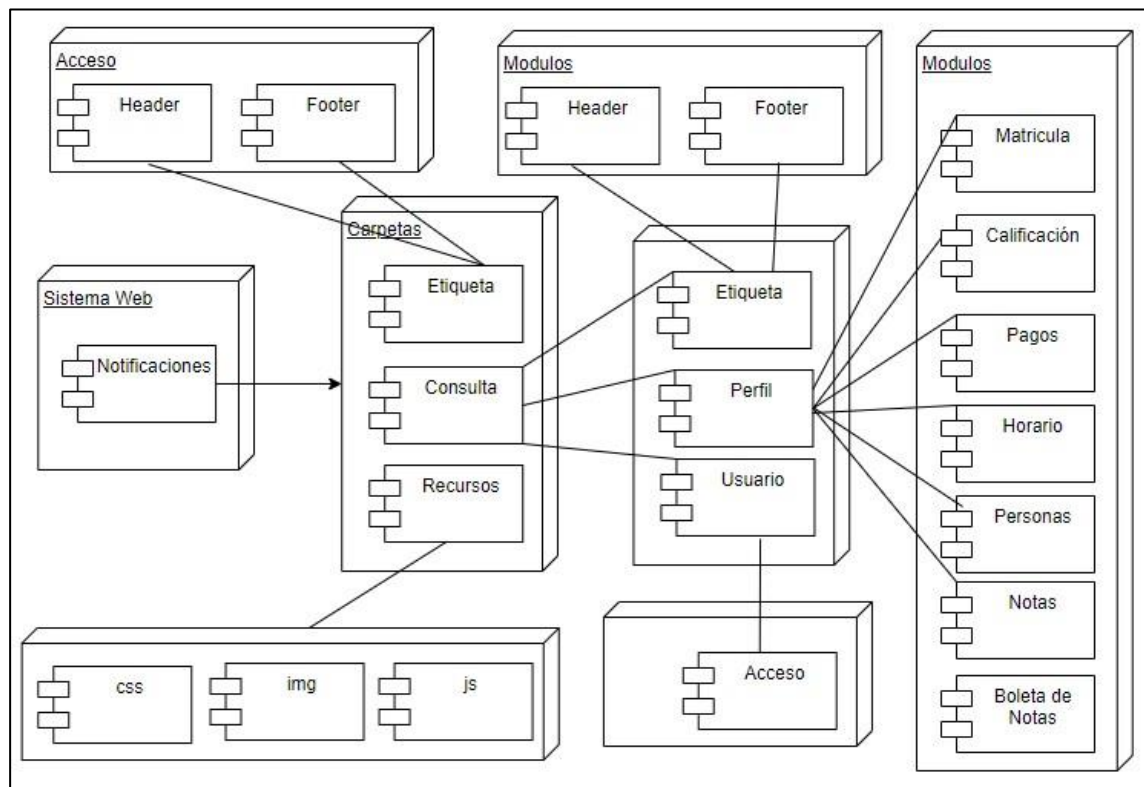 Acceso
Header
Footer
Modulos
Header
Footer
Modulos
Matricula
Calificación
Pagos
Horario
Personas
Notas
Boleta de
Notas
Sistema Web
Notificaciones
Carpetas
Etiqueta
Consulta
Recursos
Etiqueta
Perfil
Usuario
css
img
js
Acceso